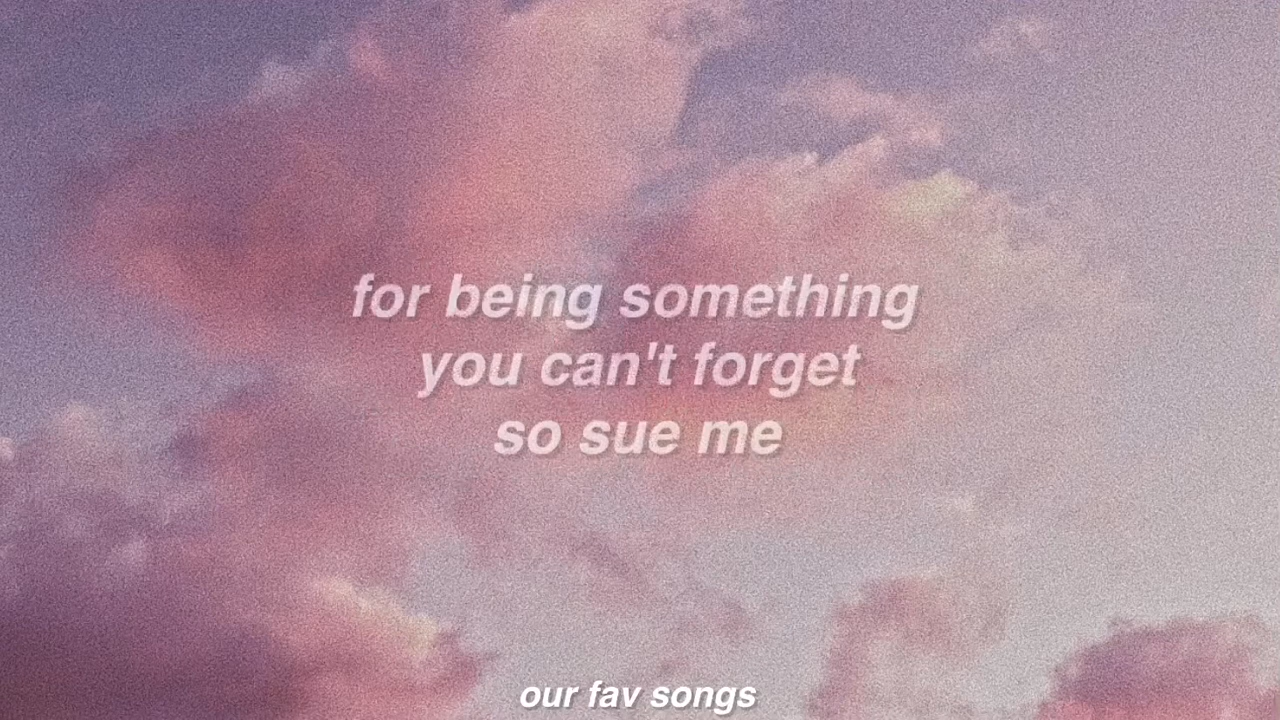 for being something
you can't forget
so sue me
our fav songs